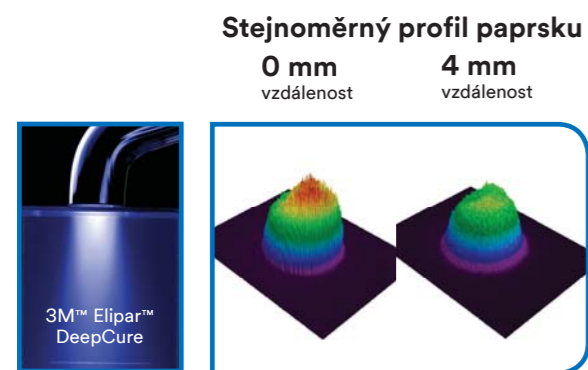 Stejnoměrný profil paprsku
0 mm
vzdálenost
4 mm
vzdálenost
3M™ Elipar™
DeepCure